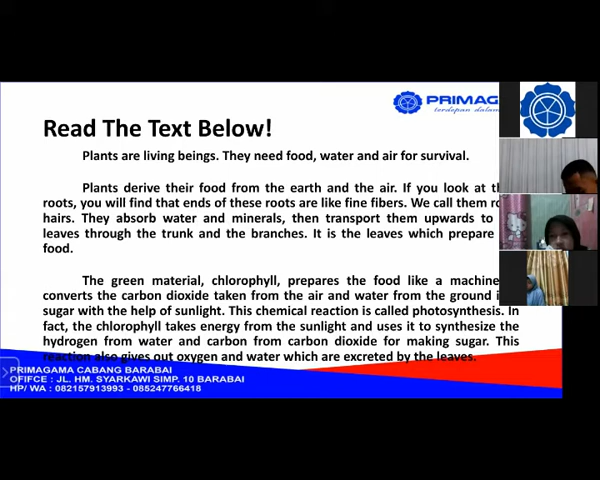 PRIMAG
terdepan dalam
Read The Text Below!
Plants are living beings. They need food, water and air for survival.
Plants derive their food from the earth and the air. If you look at th
roots, you will find that ends of these roots are like fine fibers. We call them ro
hairs. They absorb water and minerals, then transport them upwards to
leaves through the trunk and the branches. It is the leaves which prepare
food.
The green material, chlorophyll, prepares the food like a machine
converts the carbon dioxide taken from the air and water from the ground i
sugar with the help of sunlight. This chemical reaction is called photosynthesis. In
fact, the chlorophyll takes energy from the sunlight and uses it to synthesize the
hydrogen from water and carbon from carbon dioxide for making sugar. This
reaction also gives out oxygen and water which are excreted by the leaves.
PRIMAGAMA CABANG BARABAI
OFIFCE : JL. HM. SYARKAWI SIMP. 10 BARABAI
HP/ WA : 082157913993 - 085247766418